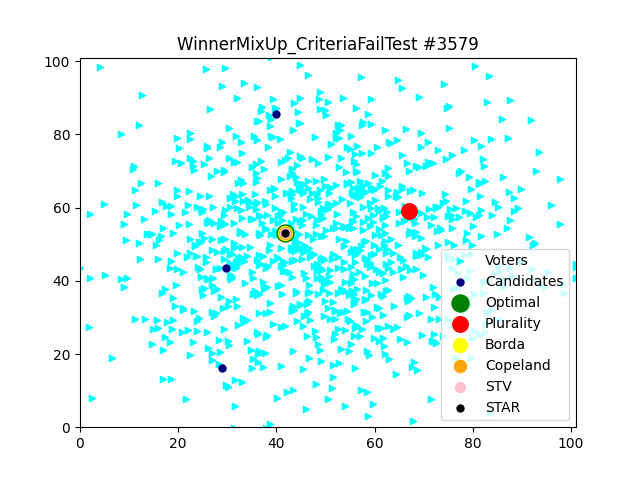 WinnerMixUp_CriteriaFailTest #3579
100
80
60
40
20
0
0
20
40
60
80
100
Voters
Candidates
Optimal
Plurality
Borda
Copeland
STV
STAR